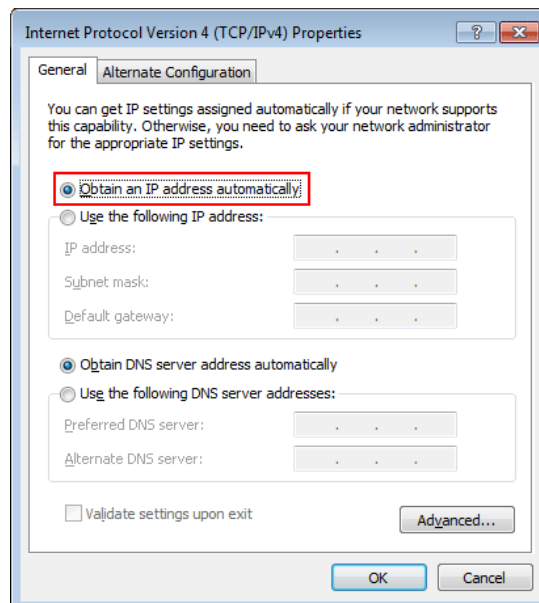 Internet Protocol Version 4 (TCP/IPv4) Properties
General
Alternate Configuration
You can get IP settings assigned automatically if your network supports
this capability. Otherwise, you need to ask your network administrator
for the appropriate IP settings.
Obtain an IP address automatically
Use the following IP address:
IP address:
Subnet mask:
Default gateway:
Obtain DNS server address automatically
Use the following DNS server addresses:
Preferred DNS server:
Alternate DNS server:
Validate settings upon exit
Advanced...
OK
Cancel